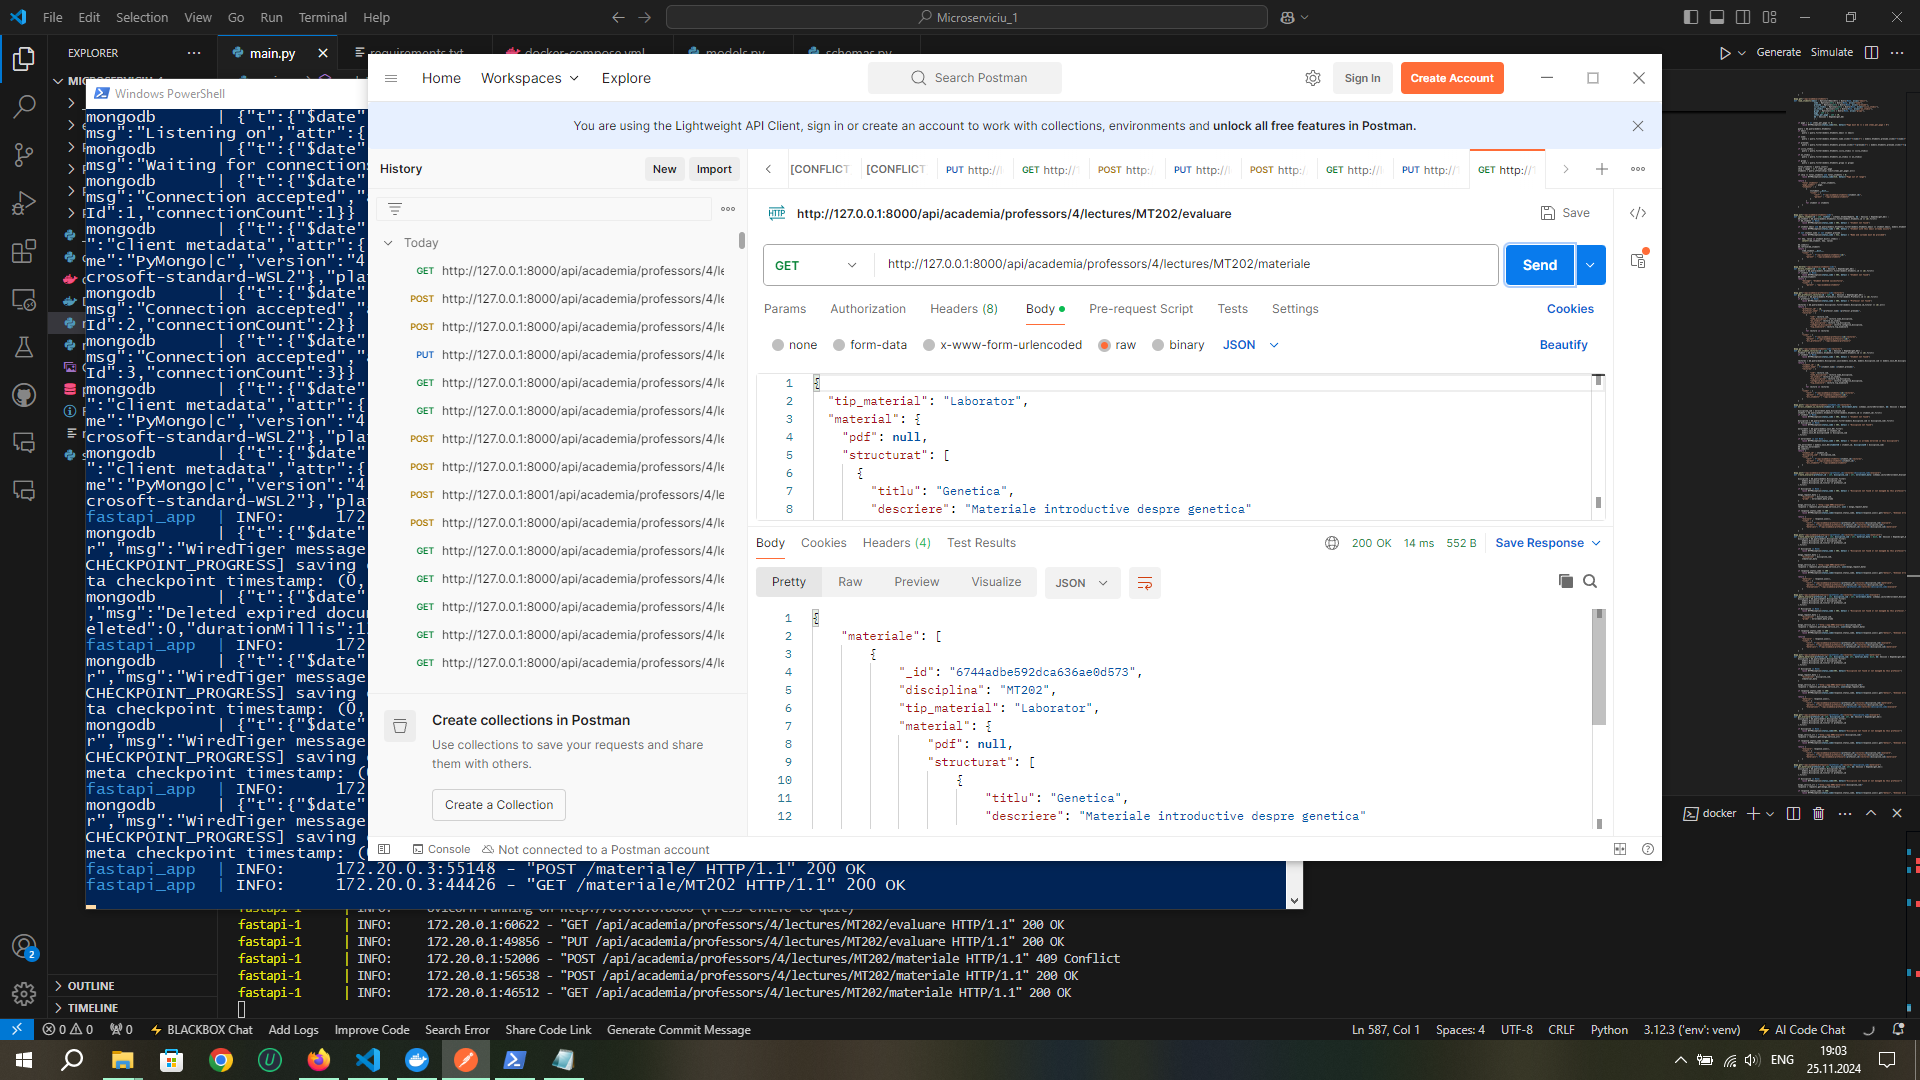 File Edit Selection View Go Run Terminal Help
Microserviciu_1
EXPLORER
main.py
requirements.txt
docker-compose.yml
models.py
schemas.py
Generate Simulate
Windows PowerShell
mongodb | {"t":{"$date"
msg":"Listening on","attr":{
mongodb | {"t":{"$date"
msg":"Waiting for connections
mongodb | {"t":{"$date"
msg":"Connection accepted",
Id":1,"connectionCount":1}}
mongodb | {"t":{"$date"
":"client metadata","attr":{
me":"PyMongo|c","version":"4
crosoft-standard-WSL2"},"pla
mongodb | {"t":{"$date"
msg":"Connection accepted",
Id":2,"connectionCount":2}}
mongodb | {"t":{"$date"
msg":"Connection accepted",
Id":3,"connectionCount":3}}
mongodb | {"t":{"$date"
":"client metadata","attr":{
me":"PyMongo|c","version":"4
crosoft-standard-WSL2"},"pla
mongodb | {"t":{"$date"
":"client metadata","attr":{
me":"PyMongo|c","version":"4
crosoft-standard-WSL2"},"pla
fastapi_app | INFO: 172
mongodb | {"t":{"$date"
r","msg":"WiredTiger message
CHECKPOINT_PROGRESS] saving
ta checkpoint timestamp: (0,
mongodb | {"t":{"$date"
,"msg":"Deleted expired docu
eleted":0,"durationMillis":1
fastapi_app | INFO: 172
mongodb | {"t":{"$date"
r","msg":"WiredTiger message
CHECKPOINT_PROGRESS] saving
ta checkpoint timestamp: (0,
mongodb | {"t":{"$date"
r","msg":"WiredTiger message
CHECKPOINT_PROGRESS] saving
meta checkpoint timestamp: (
fastapi_app | INFO: 172
mongodb | {"t":{"$date"
r","msg":"WiredTiger message
CHECKPOINT_PROGRESS] saving
meta checkpoint timestamp: (
fastapi_app | INFO: 172.20.0.3:55148 - "POST /materiale/ HTTP/1.1" 200 OK
fastapi_app | INFO: 172.20.0.3:44426 - "GET /materiale/MT202 HTTP/1.1" 200 OK
Home Workspaces Explore
Search Postman
Sign In
Create Account
You are using the Lightweight API Client, sign in or create an account to work with collections, environments and unlock all free features in Postman.
History
New
Import
Today
GET http://127.0.0.1:8000/api/academia/professors/4/le
POST http://127.0.0.1:8000/api/academia/professors/4/le
POST http://127.0.0.1:8000/api/academia/professors/4/le
PUT http://127.0.0.1:8000/api/academia/professors/4/le
GET http://127.0.0.1:8000/api/academia/professors/4/le
GET http://127.0.0.1:8000/api/academia/professors/4/le
POST http://127.0.0.1:8000/api/academia/professors/4/le
POST http://127.0.0.1:8000/api/academia/professors/4/le
POST http://127.0.0.1:8001/api/academia/professors/4/le
POST http://127.0.0.1:8000/api/academia/professors/4/le
GET http://127.0.0.1:8000/api/academia/professors/4/le
GET http://127.0.0.1:8000/api/academia/professors/4/le
GET http://127.0.0.1:8000/api/academia/professors/4/le
GET http://127.0.0.1:8000/api/academia/professors/4/le
GET http://127.0.0.1:8000/api/academia/professors/4/le
Create collections in Postman
Use collections to save your requests and share
them with others.
Create a Collection
[CONFLICT [CONFLICT PUT http:// GET http:// POST http:/ PUT http:// POST http:/ GET http:// PUT http:// GET http://
HTTP http://127.0.0.1:8000/api/academia/professors/4/lectures/MT202/evaluare
Save
GET http://127.0.0.1:8000/api/academia/professors/4/lectures/MT202/materiale
Send
Params Authorization Headers (8) Body Pre-request Script Tests Settings Cookies
none form-data x-www-form-urlencoded raw binary JSON Beautify
1 {
2 "tip_material": "Laborator",
3 "material": {
4 "pdf": null,
5 "structurat": [
6 {
7 "titlu": "Genetica",
8 "descriere": "Materiale introductive despre genetica"
Body Cookies Headers (4) Test Results
200 OK 14 ms 552 B Save Response
Pretty Raw Preview Visualize JSON
1 {
2 "materiale": [
3 {
4 "_id": "6744adbe592dca636ae0d573",
5 "disciplina": "MT202",
6 "tip_material": "Laborator",
7 "material": {
8 "pdf": null,
9 "structurat": [
10 {
11 "titlu": "Genetica",
12 "descriere": "Materiale introductive despre genetica"
Console Not connected to a Postman account
docker
fastapi-1 | INFO: 172.20.0.1:60622 - "GET /api/academia/professors/4/lectures/MT202/evaluare HTTP/1.1" 200 OK
fastapi-1 | INFO: 172.20.0.1:49856 - "PUT /api/academia/professors/4/lectures/MT202/evaluare HTTP/1.1" 200 OK
fastapi-1 | INFO: 172.20.0.1:52006 - "POST /api/academia/professors/4/lectures/MT202/materiale HTTP/1.1" 409 Conflict
fastapi-1 | INFO: 172.20.0.1:56538 - "POST /api/academia/professors/4/lectures/MT202/materiale HTTP/1.1" 200 OK
fastapi-1 | INFO: 172.20.0.1:46512 - "GET /api/academia/professors/4/lectures/MT202/materiale HTTP/1.1" 200 OK
OUTLINE
TIMELINE
2
0 0 0 BLACKBOX Chat Add Logs Improve Code Search Error Share Code Link Generate Commit Message
Ln 587, Col 1 Spaces: 4 UTF-8 CRLF Python 3.12.3 ('env': venv) AI Code Chat
ENG
19:03
25.11.2024